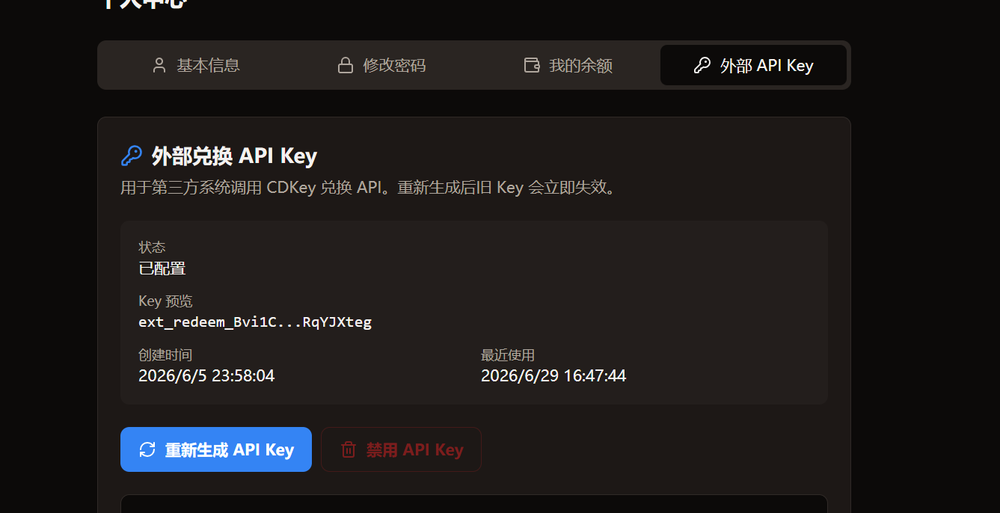 个人中心
基本信息
修改密码
我的余额
外部 API Key
外部兑换 API Key
用于第三方系统调用 CDKey 兑换 API。重新生成后旧 Key 会立即失效。
状态
已配置
Key 预览
ext_redeem_Bvi1C...RqYJXteg
创建时间
2026/6/5 23:58:04
最近使用
2026/6/29 16:47:44
重新生成 API Key
禁用 API Key